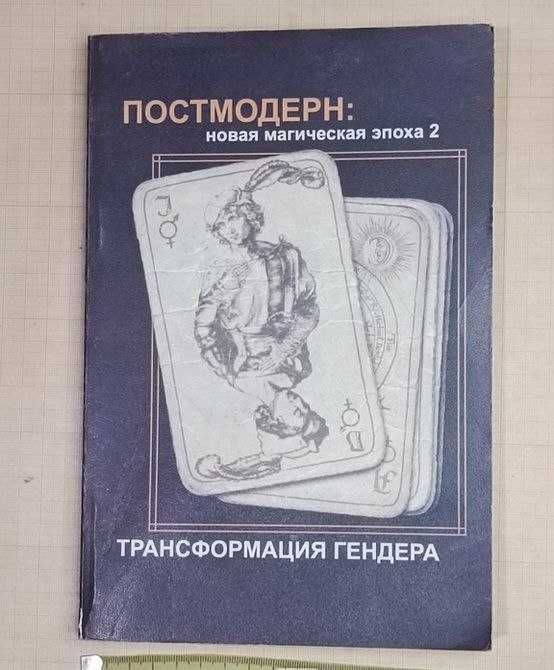 ПОСТМОДЕРН:
новая магическая эпоха 2
J
ТРАНСФОРМАЦИЯ ГЕНДЕРА